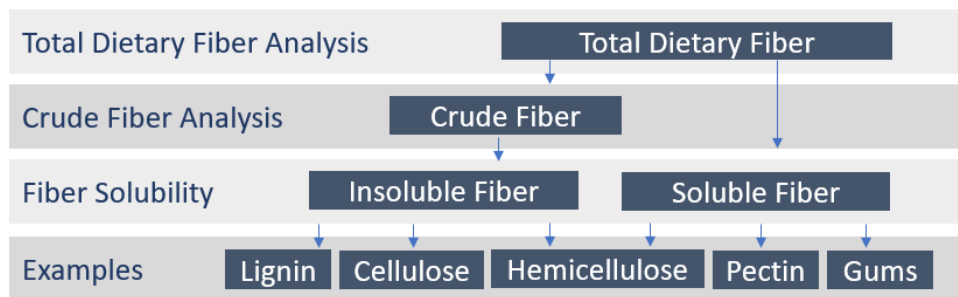 Total Dietary Fiber Analysis
Total Dietary Fiber
Crude Fiber Analysis
Crude Fiber
Fiber Solubility
Insoluble Fiber
Soluble Fiber
Examples
Lignin
Cellulose
Hemicellulose
Pectin
Gums